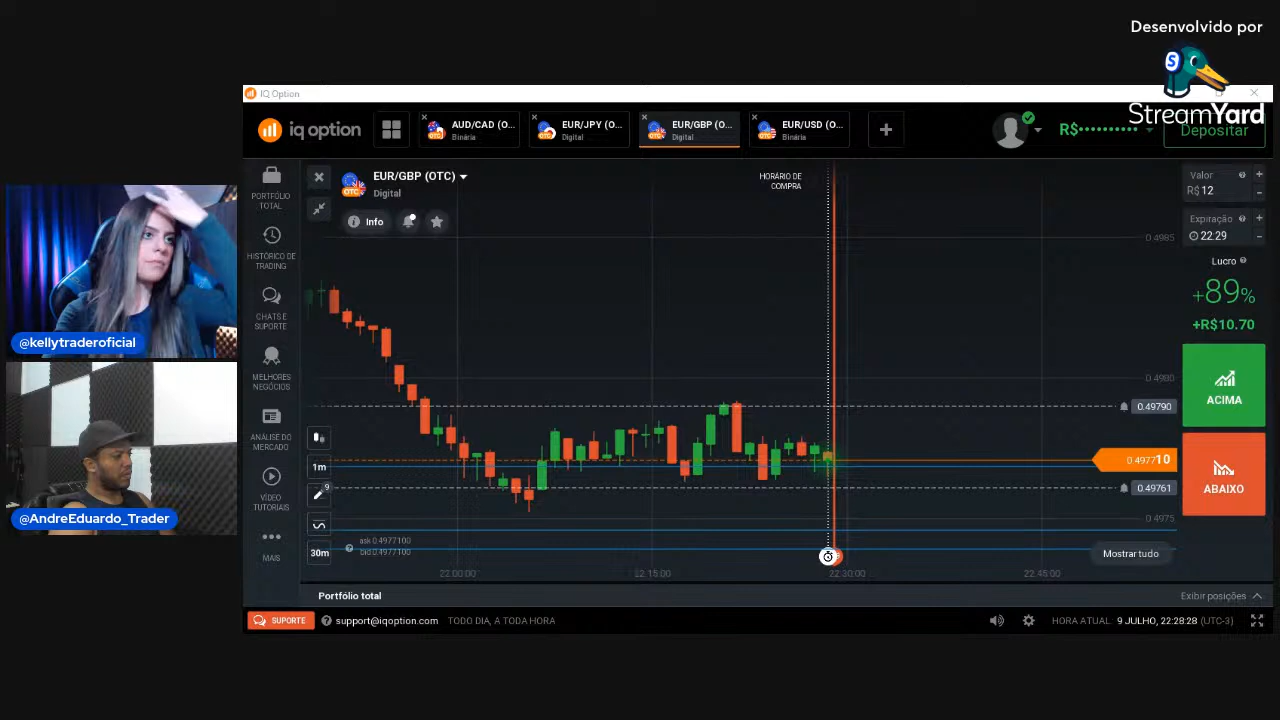 Desenvolvido por
S
StreamYard
IQ Option
iq option
AUD/CAD (O...
Binária
EUR/JPY (O...
Digital
EUR/GBP (O...
Digital
EUR/USD (O...
Binária
R$••••••••••
Depositar
PORTFÓLIO
TOTAL
HISTÓRICO DE
TRADING
CHATS E
SUPORTE
MELHORES
NEGÓCIOS
ANÁLISE DO
MERCADO
VÍDEO
TUTORIAIS
MAIS
EUR/GBP (OTC)
OTC
Digital
Info
HORÁRIO DE
COMPRA
0.4985
0.4980
0.49790
0.497710
0.49761
0.4975
1m
9
30m
ask 0.4977100
bid 0.4977100
Mostrar tudo
22:00:00
22:15:00
22:30:00
22:45:00
Valor
R$ 12
Expiração
22:29
Lucro
+89%
+R$10.70
ACIMA
ABAIXO
@kellytraderoficial
@AndreEduardo_Trader
Portfólio total
Exibir posições
SUPORTE
support@iqoption.com
TODO DIA, A TODA HORA
HORA ATUAL: 9 JULHO, 22:28:28 (UTC-3)